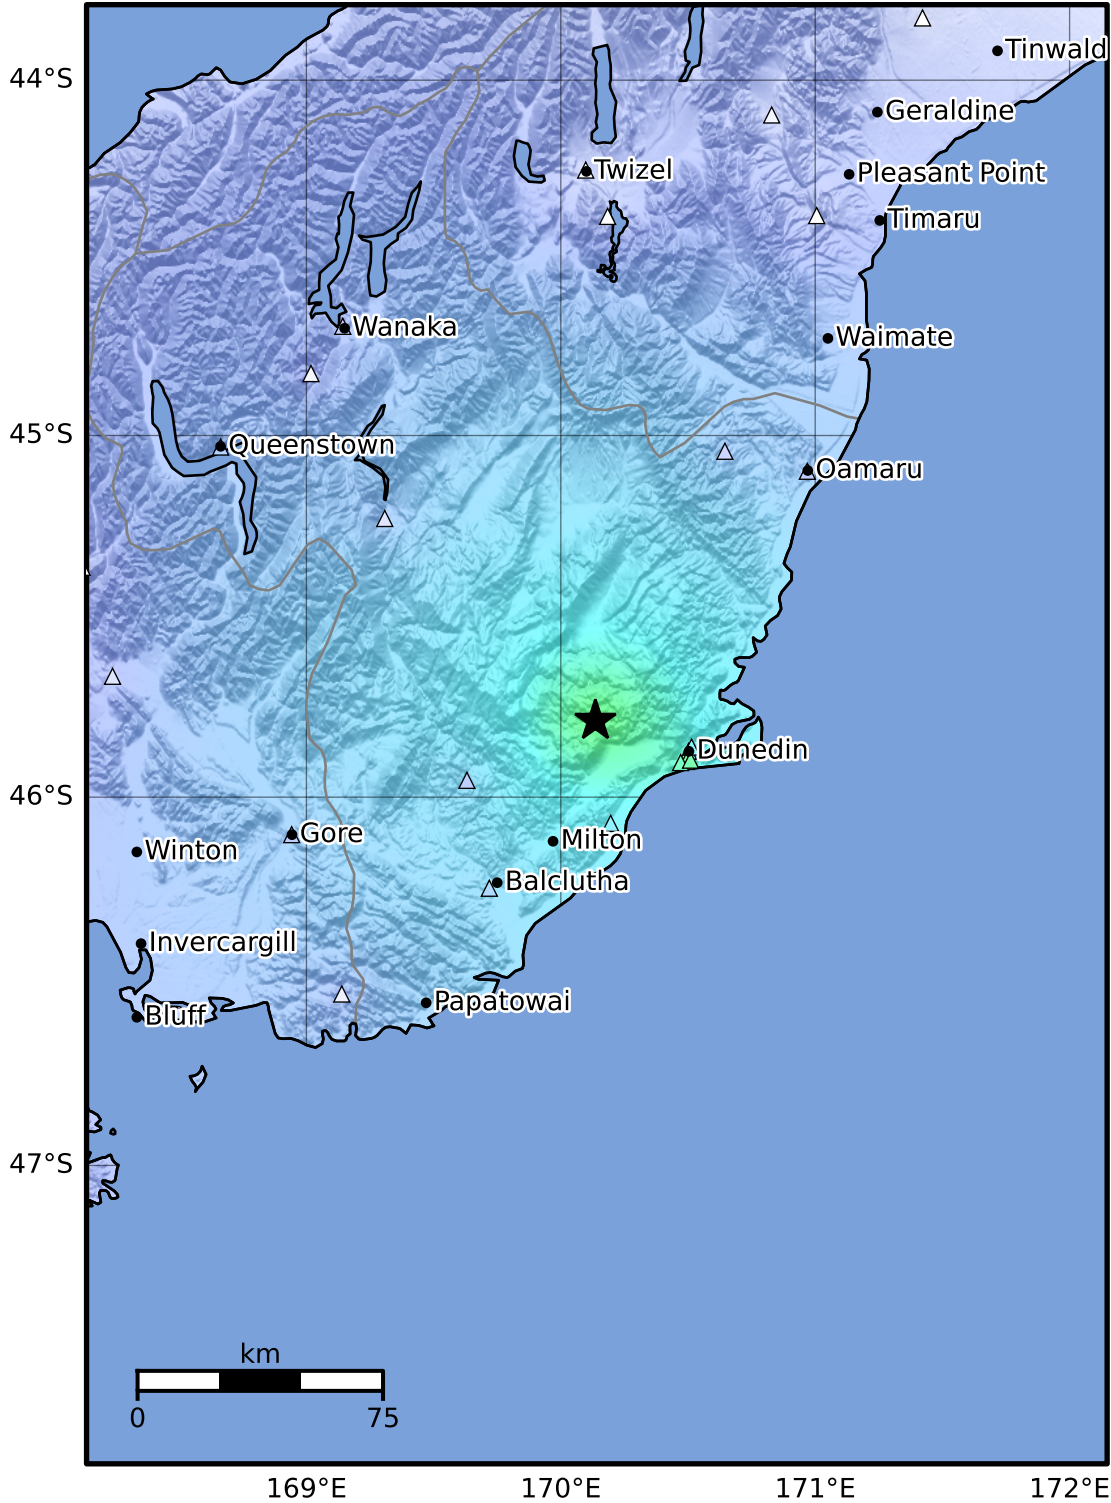 Tinwald
44°S
Geraldine
Twizel
Pleasant Point
Timaru
Wanaka
Waimate
45°S
Queenstown
Oamaru
Dunedin
46°S
Gore
Milton
Winton
Balclutha
Invercargill
Papatowai
Bluff
47°S
km
0 75
169°E 170°E 171°E 172°E